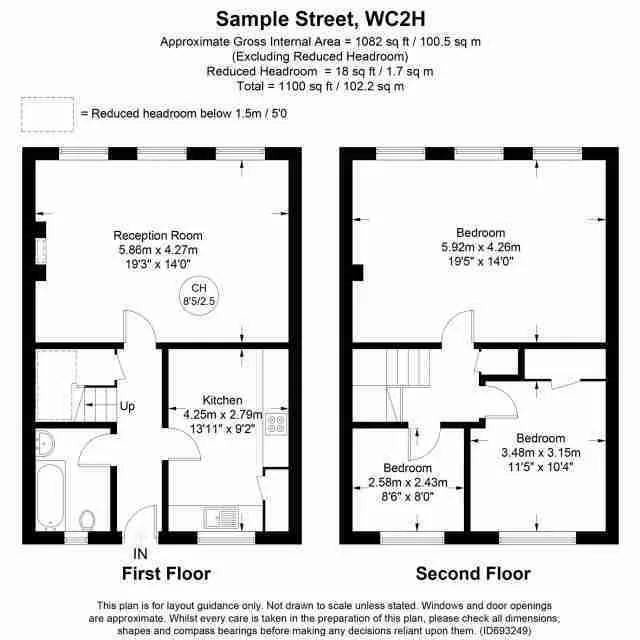 Sample Street, WC2H
Approximate Gross Internal Area = 1082 sq ft / 100.5 sq m
(Excluding Reduced Headroom)
Reduced Headroom = 18 sq ft / 1.7 sq m
Total = 1100 sq ft / 102.2 sq m
= Reduced headroom below 1.5m / 5'0
Reception Room
5.86m x 4.27m
19'3" x 14'0"
CH
8'5/2.5
Up
Kitchen
4.25m x 2.79m
13'11" x 9'2"
IN
First Floor
Bedroom
5.92m x 4.26m
19'5" x 14'0"
Bedroom
3.48m x 3.15m
11'5" x 10'4"
Bedroom
2.58m x 2.43m
8'6" x 8'0"
Second Floor
This plan is for layout guidance only. Not drawn to scale unless stated. Windows and door openings
are approximate. Whilst every care is taken in the preparation of this plan, please check all dimensions,
shapes and compass bearings before making any decisions reliant upon them. (ID693249)